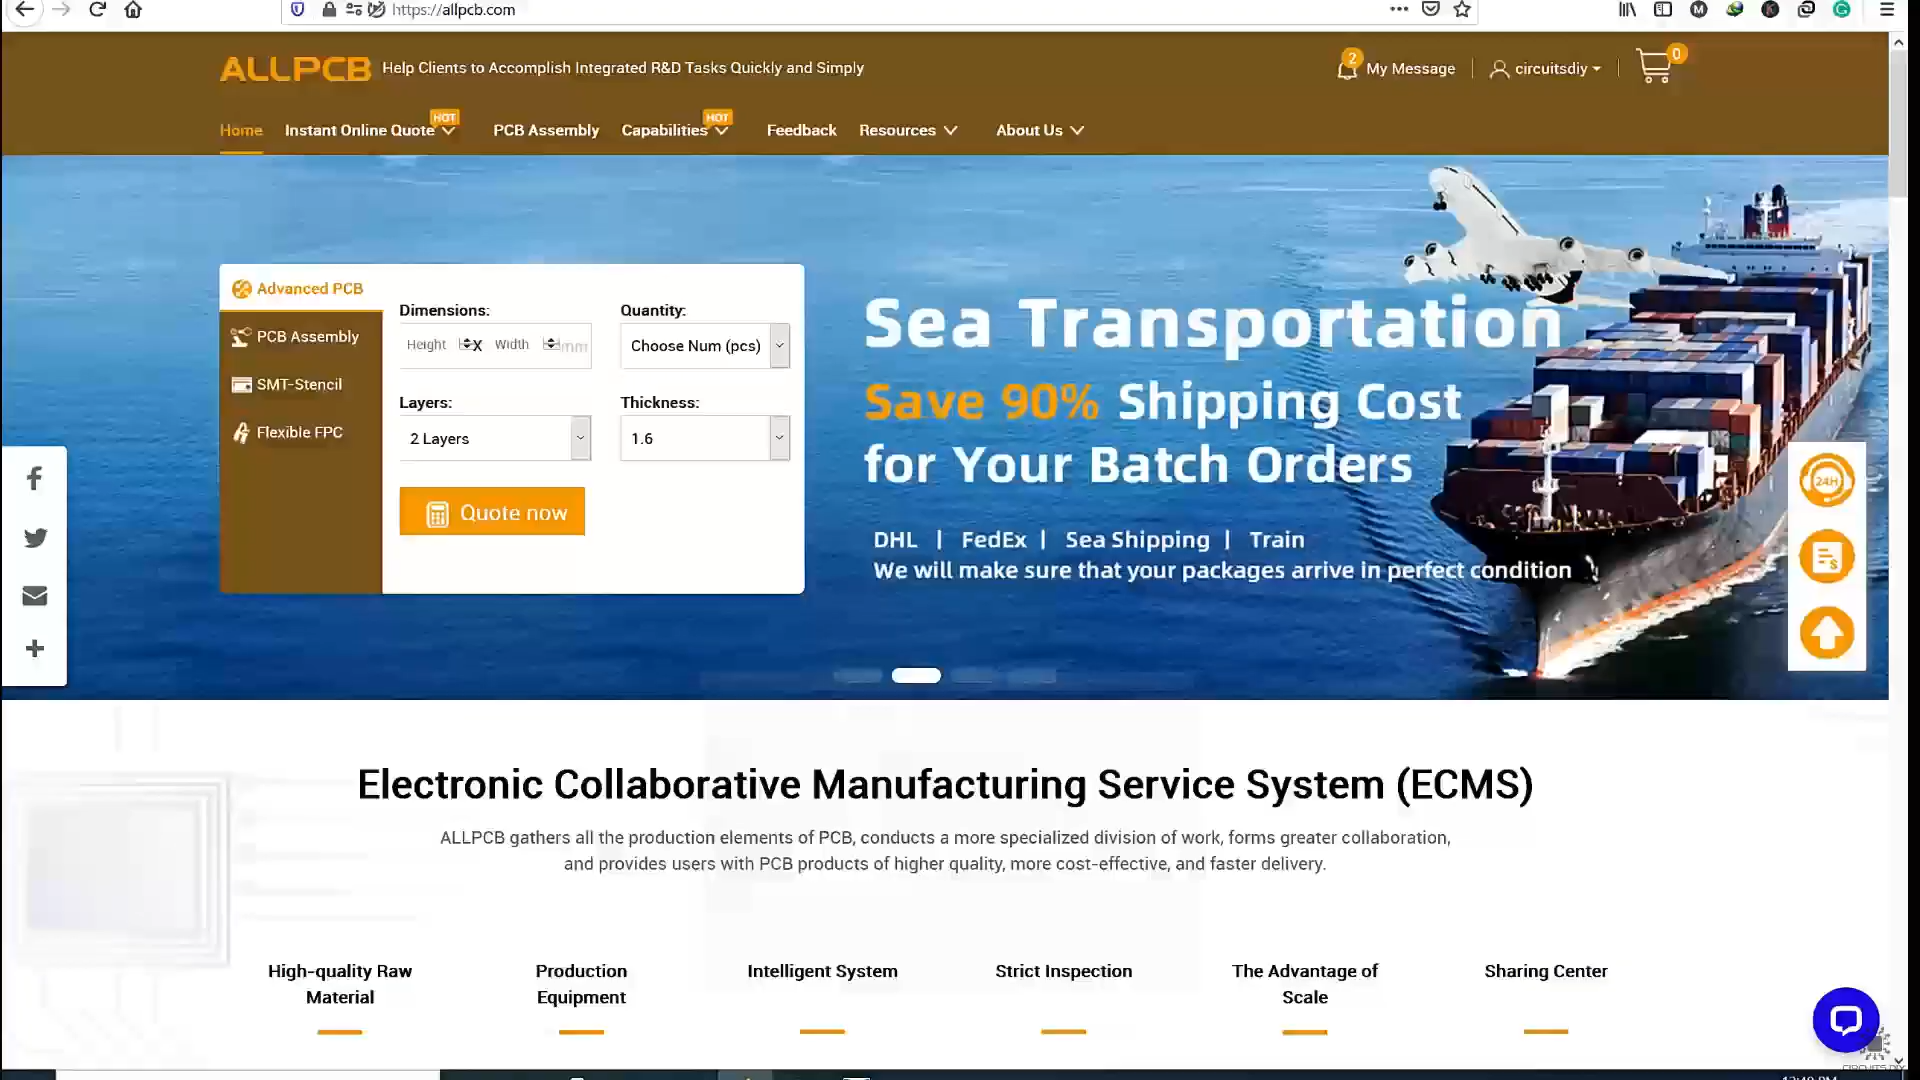 https://allpcb.com
ALLPCB Help Clients to Accomplish Integrated R&D Tasks Quickly and Simply
2 My Message circuitsdiy 0
HOT HOT
Home Instant Online Quote PCB Assembly Capabilities Feedback Resources About Us
Advanced PCB
PCB Assembly
SMT-Stencil
Flexible FPC
Dimensions: Quantity:
Height X Width mm Choose Num (pcs)
Layers: Thickness:
2 Layers 1.6
Quote now
Sea Transportation
Save 90% Shipping Cost
for Your Batch Orders
DHL | FedEx | Sea Shipping | Train
We will make sure that your packages arrive in perfect condition
24H
Electronic Collaborative Manufacturing Service System (ECMS)
ALLPCB gathers all the production elements of PCB, conducts a more specialized division of work, forms greater collaboration,
and provides users with PCB products of higher quality, more cost-effective, and faster delivery.
High-quality Raw Material
Production Equipment
Intelligent System
Strict Inspection
The Advantage of Scale
Sharing Center